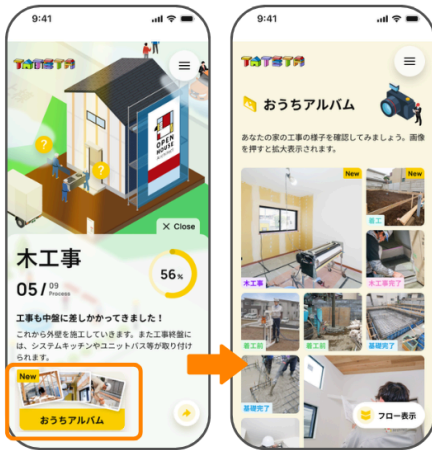 9:41
TATETA
?
?
OPEN
HOUSE
× Close
木工事
05 / 09
Process
56%
工事も中盤に差しかかってきました！
これから外壁を施工していきます。また工事終盤に
は、システムキッチンやユニットバス等が取り付け
られます。
New
おうちアルバム
9:41
TATETA
おうちアルバム
あなたの家の工事の様子を確認してみましょう。画像
を押すと拡大表示されます。
New
木工事
New
着工
木工事完了
着工前
着工前
基礎完了
基礎完了
フロー表示